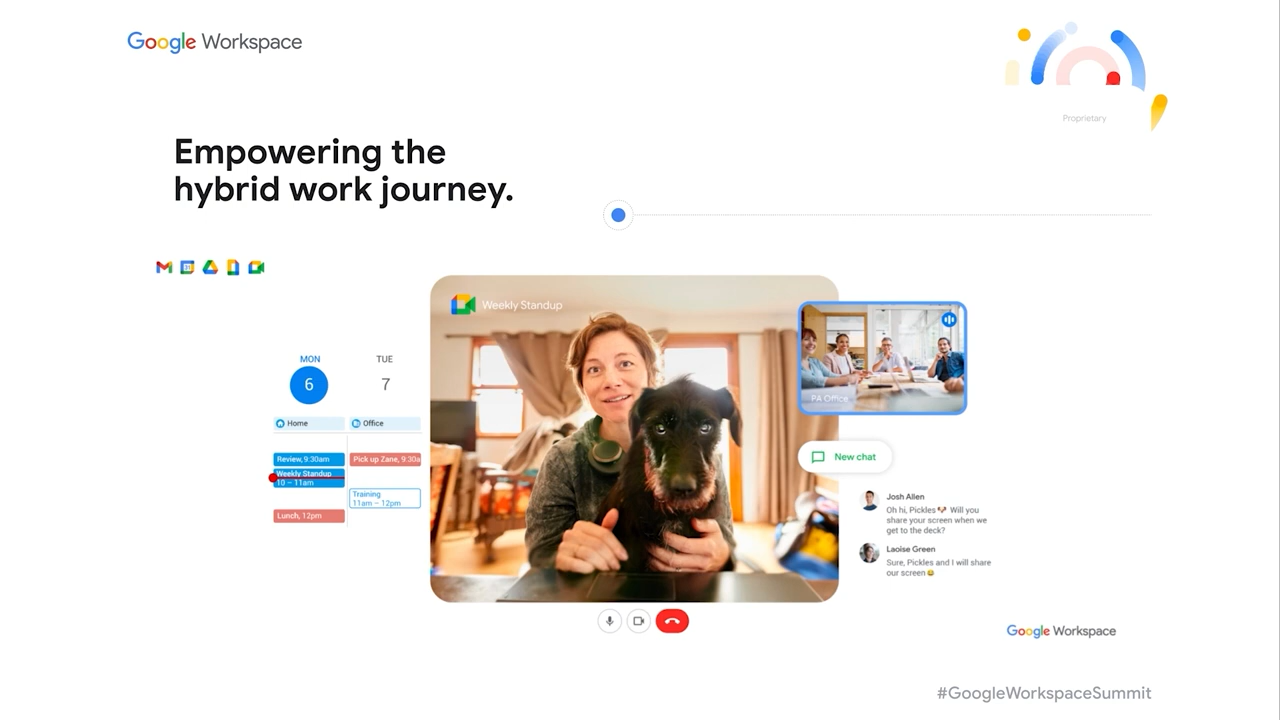 Google Workspace
Proprietary
Empowering the
hybrid work journey.
31
Weekly Standup
MON
TUE
6
7
Home
Office
Review, 9:30am
Pick up Zane, 9:30a
Weekly Standup
10 – 11am
Training
11am – 12pm
Lunch, 12pm
PA Office
New chat
Josh Allen
Oh hi, Pickles🐶 Will you
share your screen when we
get to the deck?
Laoise Green
Sure, Pickles and I will share
our screen😂
Google Workspace
#GoogleWorkspaceSummit